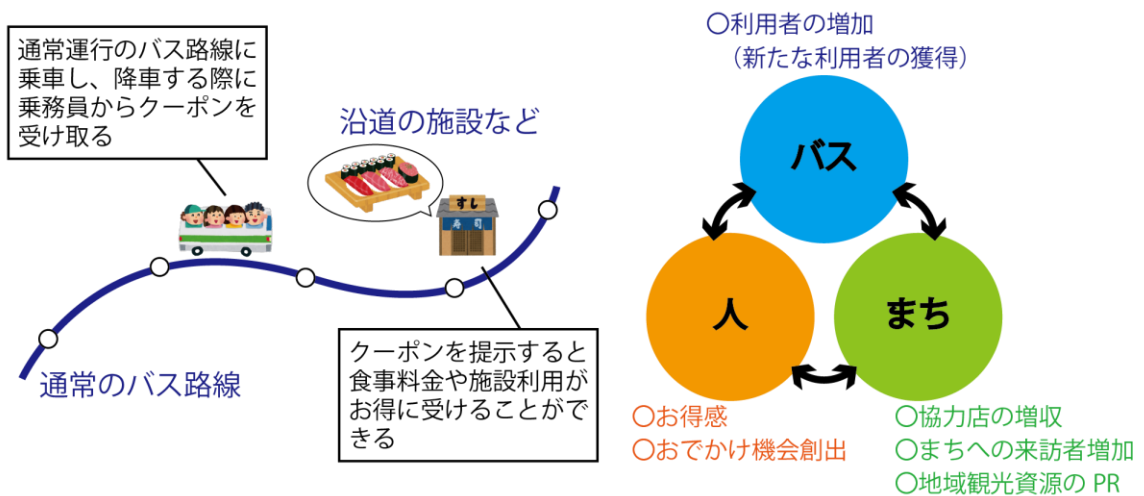 通常運行のバス路線に
乗車し、降車する際に
乗務員からクーポンを
受け取る
沿道の施設など
すし
寿司
クーポンを提示すると
食事料金や施設利用が
お得に受けることがで
きる
通常のバス路線
〇利用者の増加
（新たな利用者の獲得）
バス
人
まち
〇お得感
〇おでかけ機会創出
〇協力店の増収
〇まちへの来訪者増加
〇地域観光資源の PR